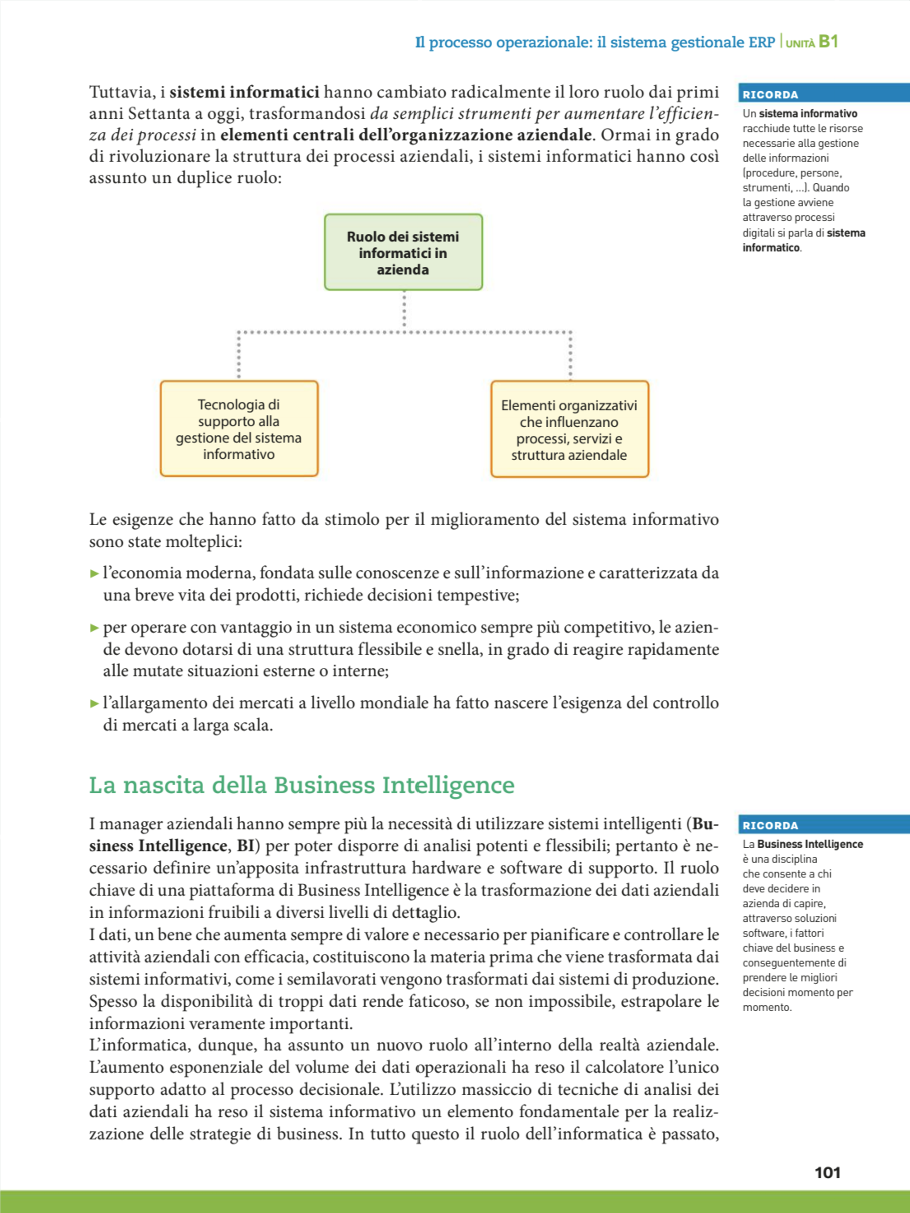 Il processo operazionale: il sistema gestionale ERP | UNITÀ B1
Tuttavia, i sistemi informatici hanno cambiato radicalmente il loro ruolo dai primi
anni Settanta a oggi, trasformandosi da semplici strumenti per aumentare l'efficien-
za dei processi in elementi centrali dell'organizzazione aziendale. Ormai in grado
di rivoluzionare la struttura dei processi aziendali, i sistemi informatici hanno così
assunto un duplice ruolo:
RICORDA
Un sistema informativo
racchiude tutte le risorse
necessarie alla gestione
delle informazioni
(procedure, persone,
strumenti, ...). Quando
la gestione avviene
attraverso processi
digitali si parla di sistema
informatico.
Ruolo dei sistemi
informatici in
azienda
Tecnologia di
supporto alla
gestione del sistema
informativo
Elementi organizzativi
che influenzano
processi, servizi e
struttura aziendale
Le esigenze che hanno fatto da stimolo per il miglioramento del sistema informativo
sono state molteplici:
▶ l'economia moderna, fondata sulle conoscenze e sull'informazione e caratterizzata da
una breve vita dei prodotti, richiede decisioni tempestive;
▶ per operare con vantaggio in un sistema economico sempre più competitivo, le azien-
de devono dotarsi di una struttura flessibile e snella, in grado di reagire rapidamente
alle mutate situazioni esterne o interne;
▶ l'allargamento dei mercati a livello mondiale ha fatto nascere l'esigenza del controllo
di mercati a larga scala.
La nascita della Business Intelligence
I manager aziendali hanno sempre più la necessità di utilizzare sistemi intelligenti (Bu-
siness Intelligence, BI) per poter disporre di analisi potenti e flessibili; pertanto è ne-
cessario definire un'apposita infrastruttura hardware e software di supporto. Il ruolo
chiave di una piattaforma di Business Intelligence è la trasformazione dei dati aziendali
in informazioni fruibili a diversi livelli di dettaglio.
I dati, un bene che aumenta sempre di valore e necessario per pianificare e controllare le
attività aziendali con efficacia, costituiscono la materia prima che viene trasformata dai
sistemi informativi, come i semilavorati vengono trasformati dai sistemi di produzione.
Spesso la disponibilità di troppi dati rende faticoso, se non impossibile, estrapolare le
informazioni veramente importanti.
L'informatica, dunque, ha assunto un nuovo ruolo all'interno della realtà aziendale.
L'aumento esponenziale del volume dei dati operazionali ha reso il calcolatore l'unico
supporto adatto al processo decisionale. L'utilizzo massiccio di tecniche di analisi dei
dati aziendali ha reso il sistema informativo un elemento fondamentale per la realiz-
zazione delle strategie di business. In tutto questo il ruolo dell'informatica è passato,
RICORDA
La Business Intelligence
è una disciplina
che consente a chi
deve decidere in
azienda di capire,
attraverso soluzioni
software, i fattori
chiave del business e
conseguentemente di
prendere le migliori
decisioni momento per
momento.
101